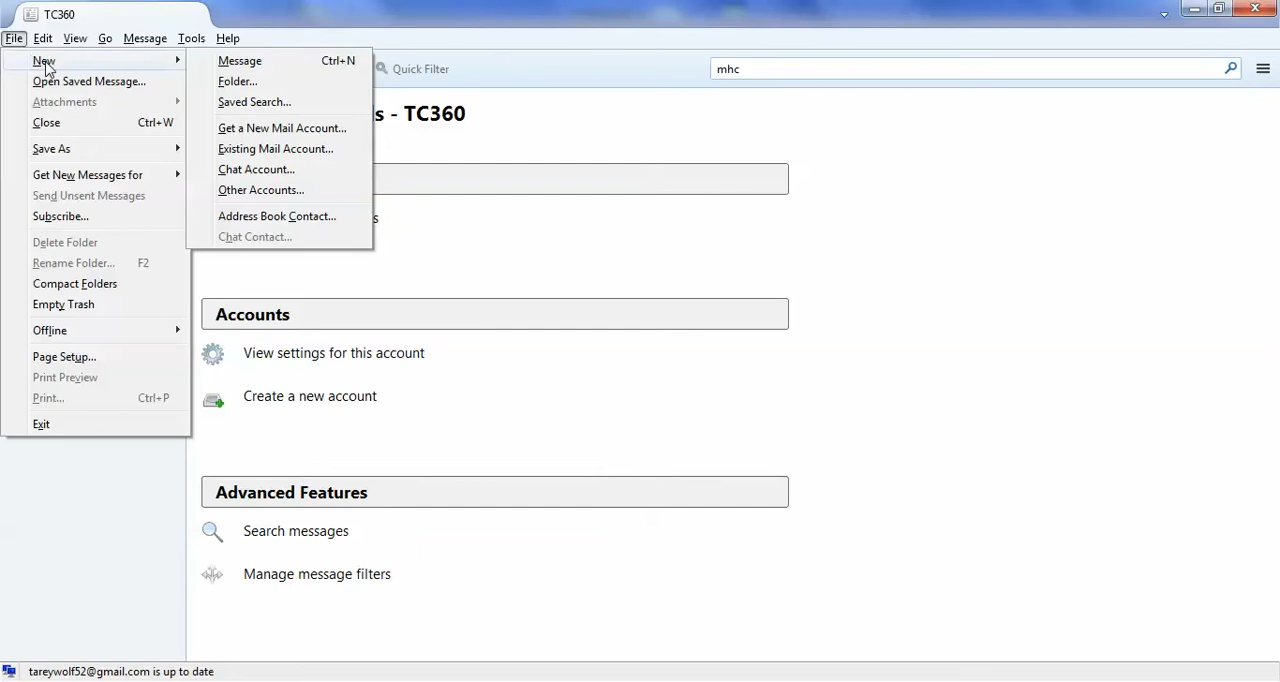 TC360
File Edit View Go Message Tools Help
New
Open Saved Message...
Attachments
Close Ctrl+W
Save As
Get New Messages for
Send Unsent Messages
Subscribe...
Delete Folder
Rename Folder... F2
Compact Folders
Empty Trash
Offline
Page Setup...
Print Preview
Print... Ctrl+P
Exit
Message Ctrl+N
Folder...
Saved Search...
Get a New Mail Account...
Existing Mail Account...
Chat Account...
Other Accounts...
Address Book Contact...
Chat Contact...
Quick Filter
mhc
s - TC360
s
Accounts
View settings for this account
Create a new account
Advanced Features
Search messages
Manage message filters
tareywolf52@gmail.com is up to date